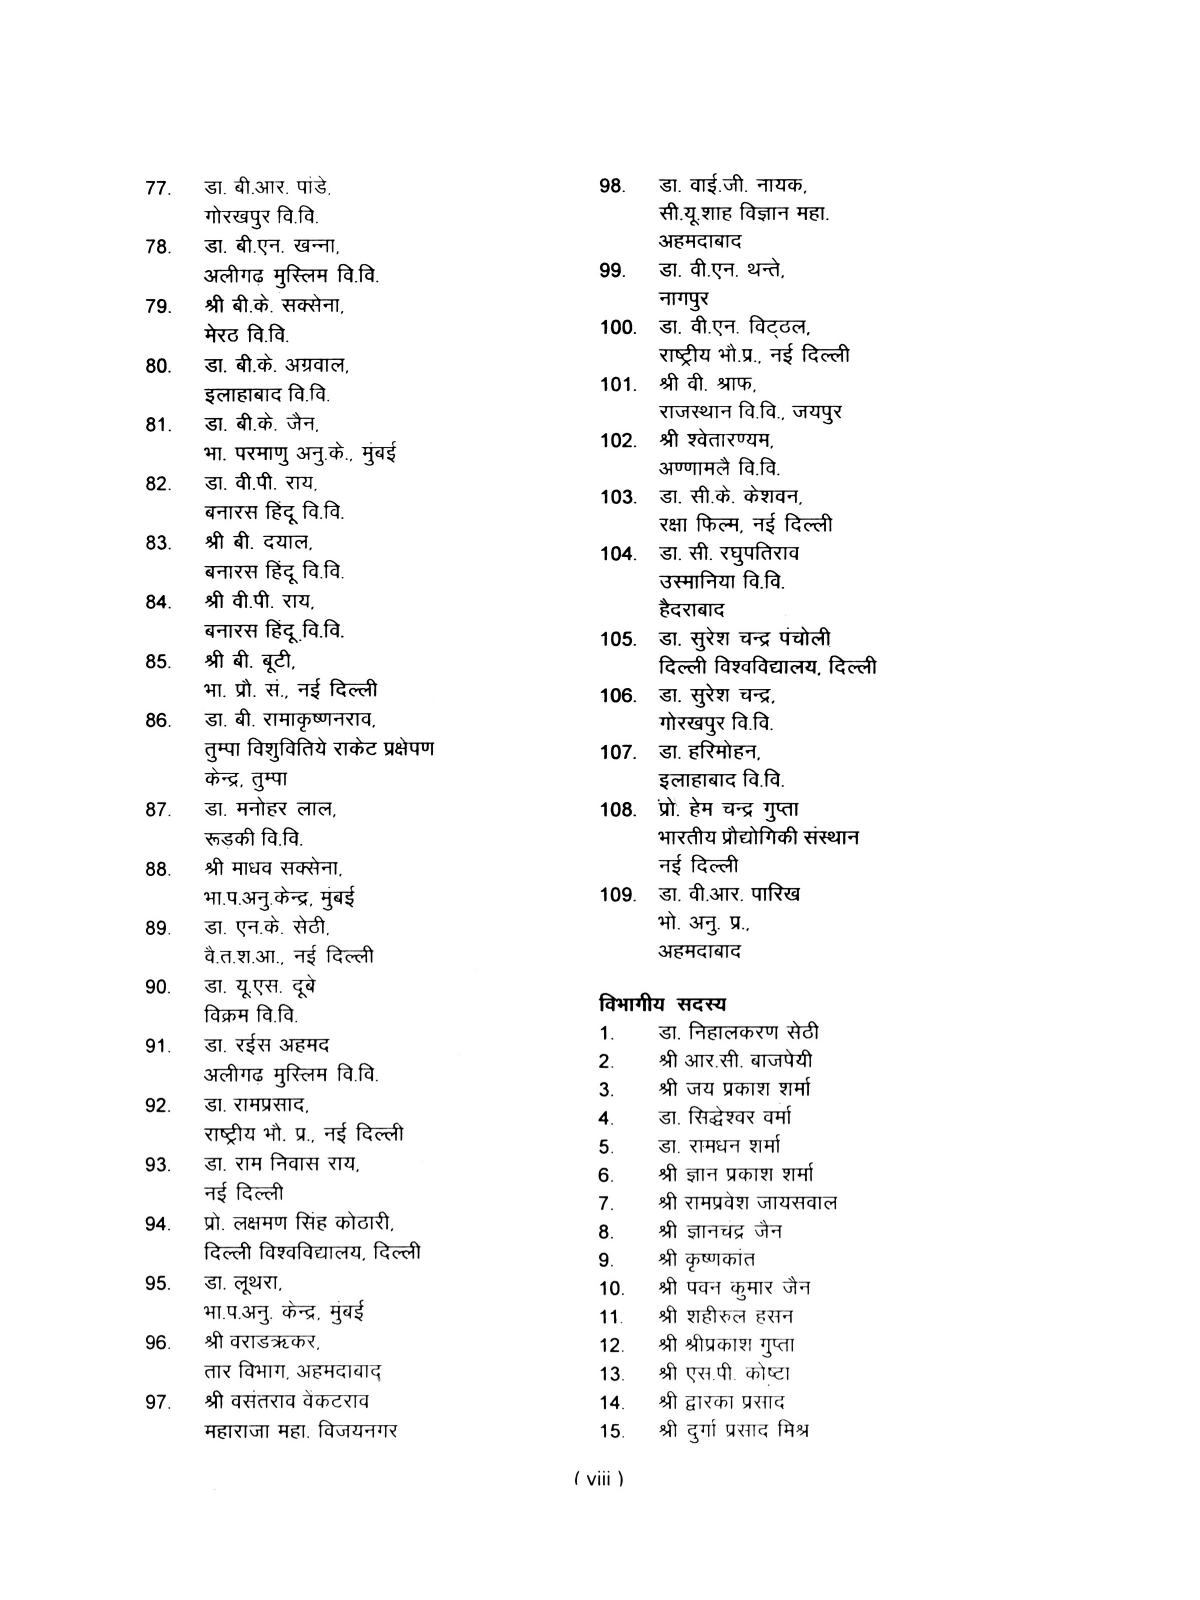 77. डा. बी.आर. पांडे,
गोरखपुर वि.वि.
78. डा. बी.एन. खन्ना,
अलीगढ मुस्लिम वि.वि.
79. श्री बी.के. सक्सेना,
मेरठ वि.वि.
80. डा. बी.के. अग्रवाल,
इलाहाबाद वि.वि.
81. डा. बी.के. जैन,
भा. परमाणु अनु.के., मुंबई
82. डा. वी.पी. राय,
बनारस हिंदू वि.वि.
83. श्री बी. दयाल,
बनारस हिंदू वि.वि.
84. श्री वी.पी. राय,
बनारस हिंदू वि.वि.
85. श्री बी. बूटी,
भा. प्रौ. सं., नई दिल्ली
86. डा. बी. रामाकृष्णनराव,
तुम्पा विशुवितिये राकेट प्रक्षेपण
केन्द्र, तुम्पा
87. डा. मनोहर लाल,
रूड़की वि.वि.
88. श्री माधव सक्सेना,
भा.प.अनु.केन्द्र, मुंबई
89. डा. एन.के. सेठी,
वै.त.श.आ., नई दिल्ली
90. डा. यू.एस. दूबे
विक्रम वि.वि.
91. डा. रईस अहमद
अलीगढ़ मुस्लिम वि.वि.
92. डा. रामप्रसाद,
राष्ट्रीय भौ. प्र., नई दिल्ली
93. डा. राम निवास राय,
नई दिल्ली
94. प्रो. लक्षमण सिंह कोठारी,
दिल्ली विश्वविद्यालय, दिल्ली
95. डा. लूथरा,
भा.प.अनु. केन्द्र, मुंबई
96. श्री वराडऋकर,
तार विभाग, अहमदाबाद
97. श्री वसंतराव वेंकटराव
महाराजा महा. विजयनगर
98. डा. वाई.जी. नायक,
सी.यू.शाह विज्ञान महा.
अहमदाबाद
99. डा. वी.एन. थन्ते,
नागपुर
100. डा. वी.एन. विट्ठल,
राष्ट्रीय भौ.प्र., नई दिल्ली
101. श्री वी. श्राफ,
राजस्थान वि.वि., जयपुर
102. श्री श्वेतारण्यम,
अण्णामलै वि.वि.
103. डा. सी.के. केशवन,
रक्षा फिल्म, नई दिल्ली
104. डा. सी. रघुपतिराव
उस्मानिया वि.वि.
हैदराबाद
105. डा. सुरेश चन्द्र पंचोली
दिल्ली विश्वविद्यालय, दिल्ली
106. डा. सुरेश चन्द्र,
गोरखपुर वि.वि.
107. डा. हरिमोहन,
इलाहाबाद वि.वि.
108. प्रो. हेम चन्द्र गुप्ता
भारतीय प्रौद्योगिकी संस्थान
नई दिल्ली
109. डा. वी.आर. पारिख
भो. अनु. प्र.,
अहमदाबाद
विभागीय सदस्य
1. डा. निहालकरण सेठी
2. श्री आर.सी. बाजपेयी
3. श्री जय प्रकाश शर्मा
4. डा. सिद्धेश्वर वर्मा
5. डा. रामधन शर्मा
6. श्री ज्ञान प्रकाश शर्मा
7. श्री रामप्रवेश जायसवाल
8. श्री ज्ञानचंद्र जैन
9. श्री कृष्णकांत
10. श्री पवन कुमार जैन
11. श्री शहीरुल हसन
12. श्री श्रीप्रकाश गुप्ता
13. श्री एस.पी. कोष्टा
14. श्री द्वारका प्रसाद
15. श्री दुर्गा प्रसाद मिश्र
( viii )